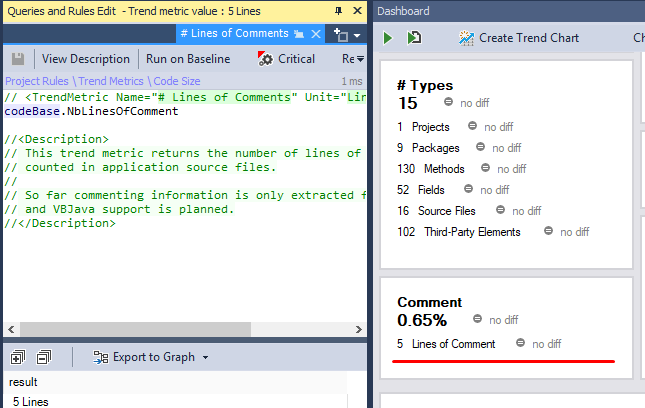 Queries and Rules Edit - Trend metric value : 5 Lines
# Lines of Comments
View Description Run on Baseline Critical Re
Project Rules \ Trend Metrics \ Code Size 1 ms
// <TrendMetric Name="# Lines of Comments" Unit="Lin
codeBase.NbLinesOfComment
//<Description>
// This trend metric returns the number of lines of
// counted in application source files.
//
// So far commenting information is only extracted f
// and VBJava support is planned.
//</Description>
Export to Graph
result
5 Lines
Dashboard
Create Trend Chart Ch
# Types
15 no diff
1 Projects no diff
9 Packages no diff
130 Methods no diff
52 Fields no diff
16 Source Files no diff
102 Third-Party Elements no diff
Comment
0.65% no diff
5 Lines of Comment no diff